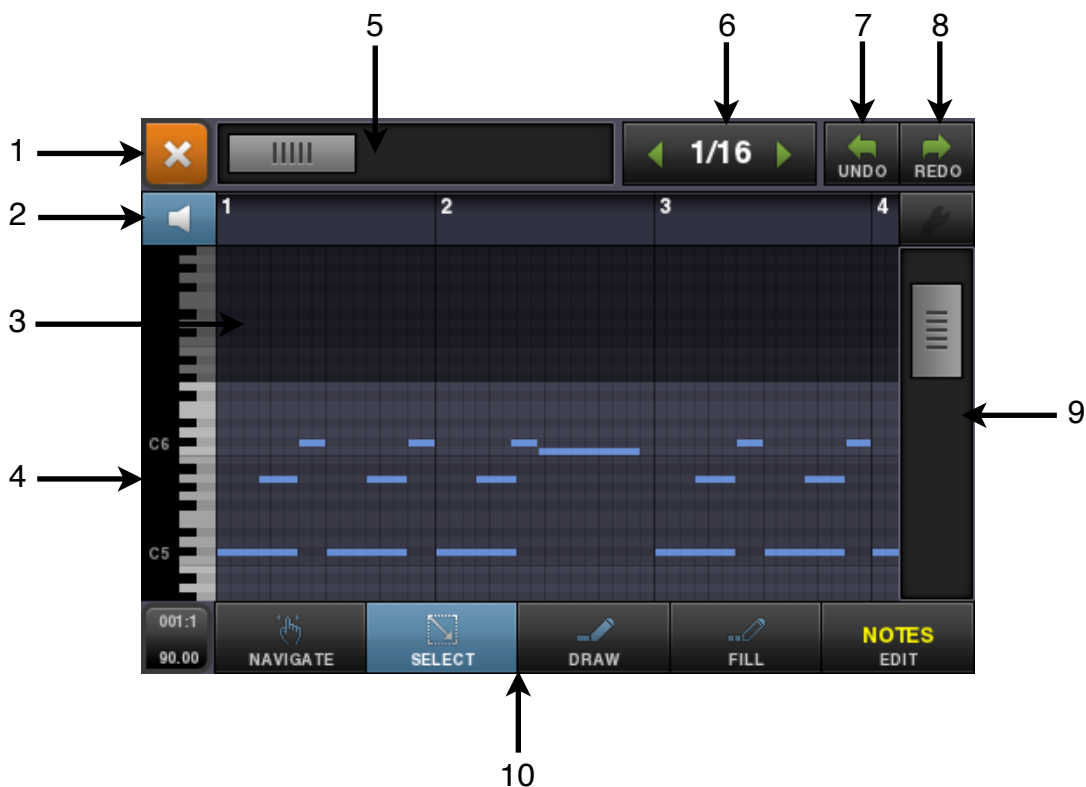 5 6 7 8
1
1/16
UNDO REDO
2
1 2 3 4
3
C6
9
4
C5
001:1
90.00
NAVIGATE SELECT DRAW FILL NOTES EDIT
10